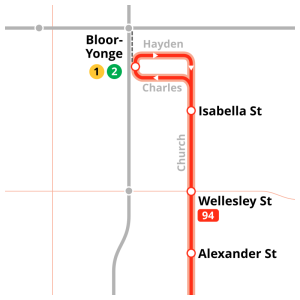 Bloor-
Yonge
1 2
Hayden
Charles
Isabella St
Church
Wellesley St
94
Alexander St